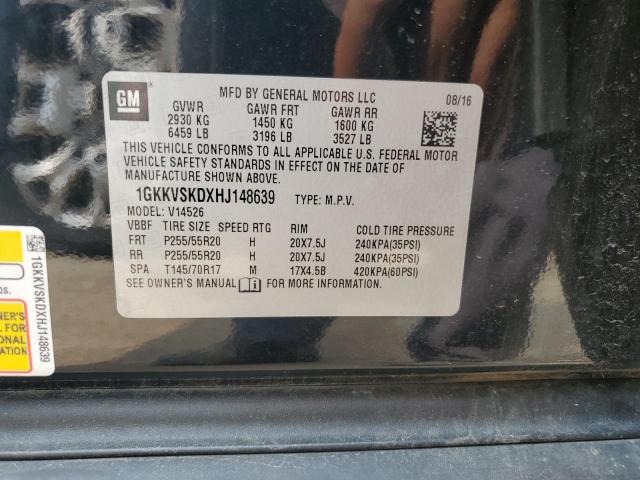 GM
MFD BY GENERAL MOTORS LLC
08/16
GVWR GAWR FRT GAWR RR
2930 KG 1450 KG 1600 KG
6459 LB 3196 LB 3527 LB
THIS VEHICLE CONFORMS TO ALL APPLICABLE U.S. FEDERAL MOTOR
VEHICLE SAFETY STANDARDS IN EFFECT ON THE DATE OF
MANUFACTURE SHOWN ABOVE.
1GKKVSKDXHJ148639 TYPE: M.P.V.
MODEL: V14526
VBBF TIRE SIZE SPEED RTG RIM COLD TIRE PRESSURE
FRT P255/55R20 H 20X7.5J 240KPA(35PSI)
RR P255/55R20 H 20X7.5J 240KPA(35PSI)
SPA T145/70R17 M 17X4.5B 420KPA(60PSI)
SEE OWNER'S MANUAL FOR MORE INFORMATION.
1GKKVSKDXHJ148639
OWNER'S
FOR